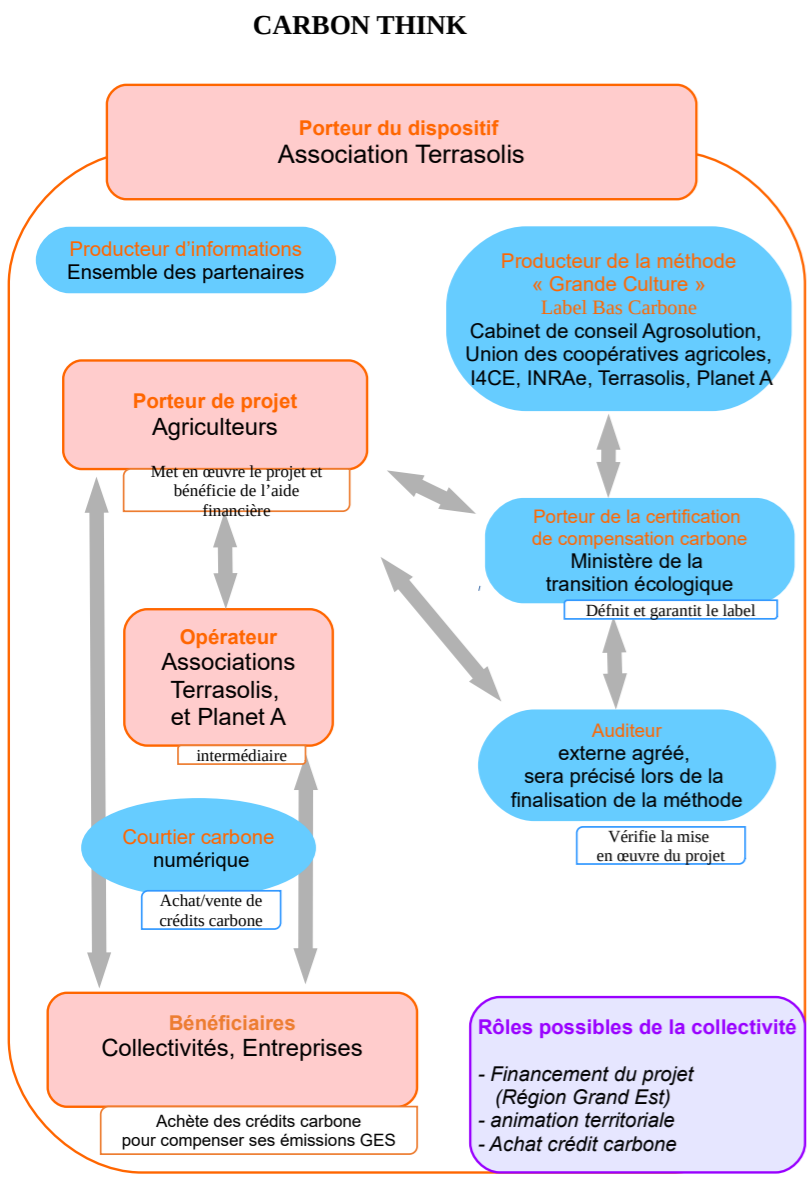 CARBON THINK
Porteur du dispositif
Association Terrasolis
Producteur d'informations
Ensemble des partenaires
Producteur de la méthode
« Grande Culture »
Label Bas Carbone
Cabinet de conseil Agrosolution,
Union des coopératives agricoles,
I4CE, INRAe, Terrasolis, Planet A
Porteur de projet
Agriculteurs
Met en œuvre le projet et
bénéficie de l'aide
financière
Porteur de la certification
de compensation carbone
Ministère de la
transition écologique
Défnit et garantit le label
Opérateur
Associations
Terrasolis,
et Planet A
intermédiaire
Auditeur
externe agréé,
sera précisé lors de la
finalisation de la méthode
Vérifie la mise
en œuvre du projet
Courtier carbone
numérique
Achat/vente de
crédits carbone
Bénéficiaires
Collectivités, Entreprises
Achète des crédits carbone
pour compenser ses émissions GES
Rôles possibles de la collectivité
- Financement du projet
(Région Grand Est)
- animation territoriale
- Achat crédit carbone